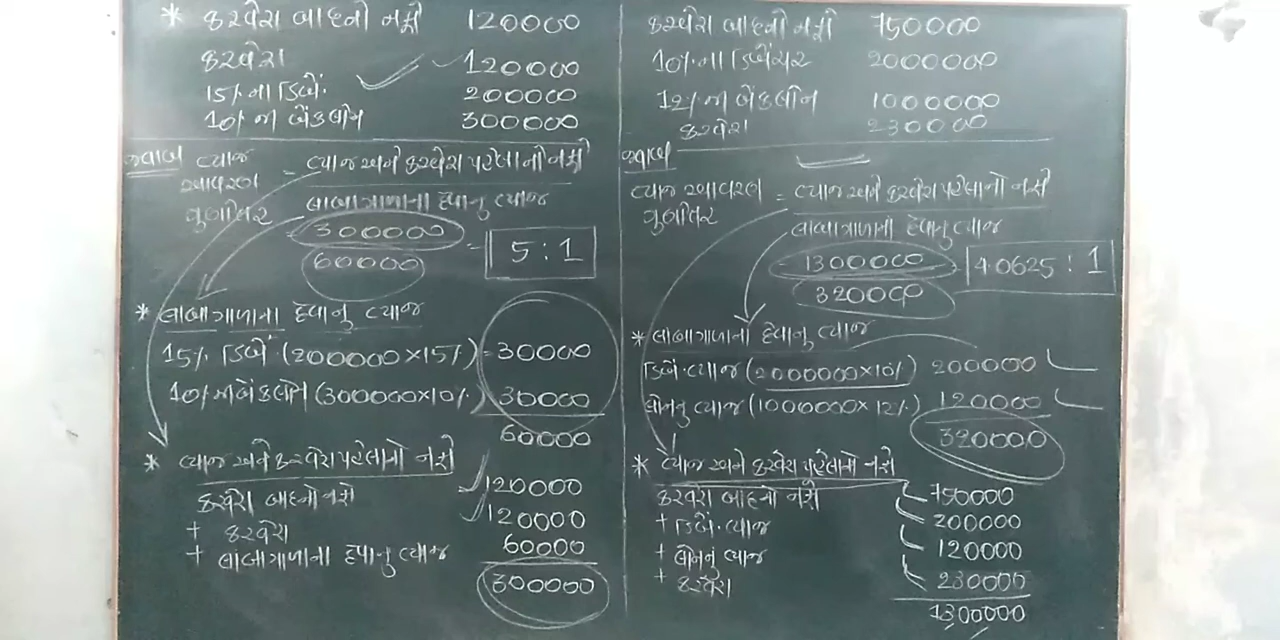 * કરવેરા બાદનો નફો 120000
કરવેરા 120000
15% ના ડિબે. 200000
10% ની બેંકલોન 300000
જવાબ વ્યાજ આવરણ ગુણોત્તર = વ્યાજ અને કરવેરા પહેલાનો નફો
લાંબાગાળાના દેવાનું વ્યાજ
= 300000
60000
= 5 : 1
* લાંબાગાળાના દેવાનું વ્યાજ
15% ડિબે. (200000×15%) = 30000
10% ની બેંકલોન (300000×10%) 30000
60000
* વ્યાજ અને કરવેરા પહેલાનો નફો
કરવેરા બાદનો નફો 120000
+ કરવેરા 120000
+ લાંબાગાળાના દેવાનું વ્યાજ 60000
300000
કરવેરા બાદનો નફો 750000
10% ના ડિબેંચર 2000000
12% ની બેંકલોન 1000000
કરવેરા 230000
જવાબ
વ્યાજ આવરણ ગુણોત્તર = વ્યાજ અને કરવેરા પહેલાનો નફો
લાંબાગાળાના દેવાનું વ્યાજ
= 1300000
320000
= 4.0625 : 1
* લાંબાગાળાનાં દેવાનું વ્યાજ
ડિબે. વ્યાજ (2000000×10%) 200000
લોનનું વ્યાજ (1000000×12%) 120000
320000
* વ્યાજ અને કરવેરા પહેલાનો નફો
કરવેરા બાદનો નફો 750000
+ ડિબે. વ્યાજ 200000
+ લોનનું વ્યાજ 120000
+ કરવેરા 230000
1300000